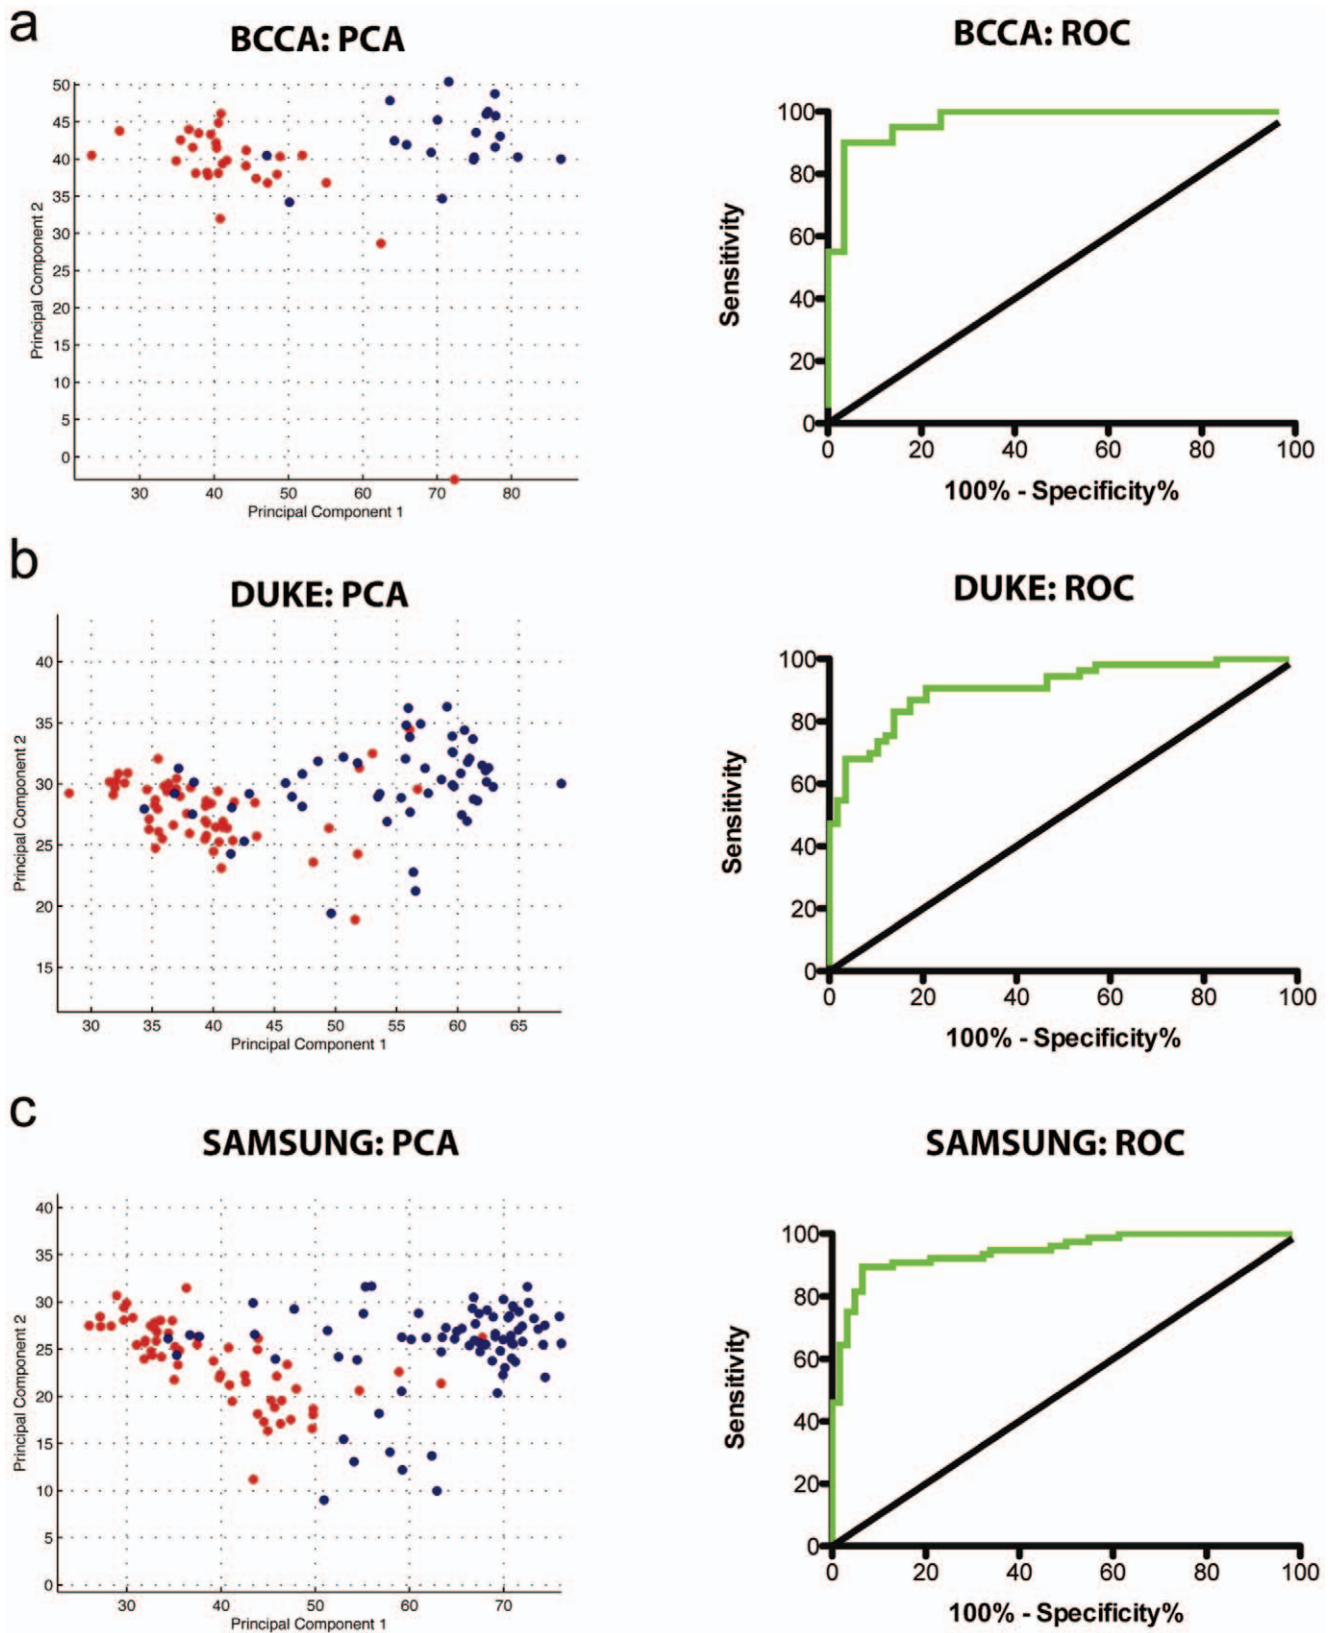 a
BCCA: PCA
50
45
40
35
30
25
20
15
10
5
0
Principal Component 2
30 40 50 60 70 80
Principal Component 1
BCCA: ROC
100
80
60
40
20
0
Sensitivity
0 20 40 60 80 100
100% - Specificity%
b
DUKE: PCA
40
35
30
25
20
15
Principal Component 2
30 35 40 45 50 55 60 65
Principal Component 1
DUKE: ROC
100
80
60
40
20
0
Sensitivity
0 20 40 60 80 100
100% - Specificity%
c
SAMSUNG: PCA
40
35
30
25
20
15
10
5
0
Principal Component 2
30 40 50 60 70
Principal Component 1
SAMSUNG: ROC
100
80
60
40
20
0
Sensitivity
0 20 40 60 80 100
100% - Specificity%